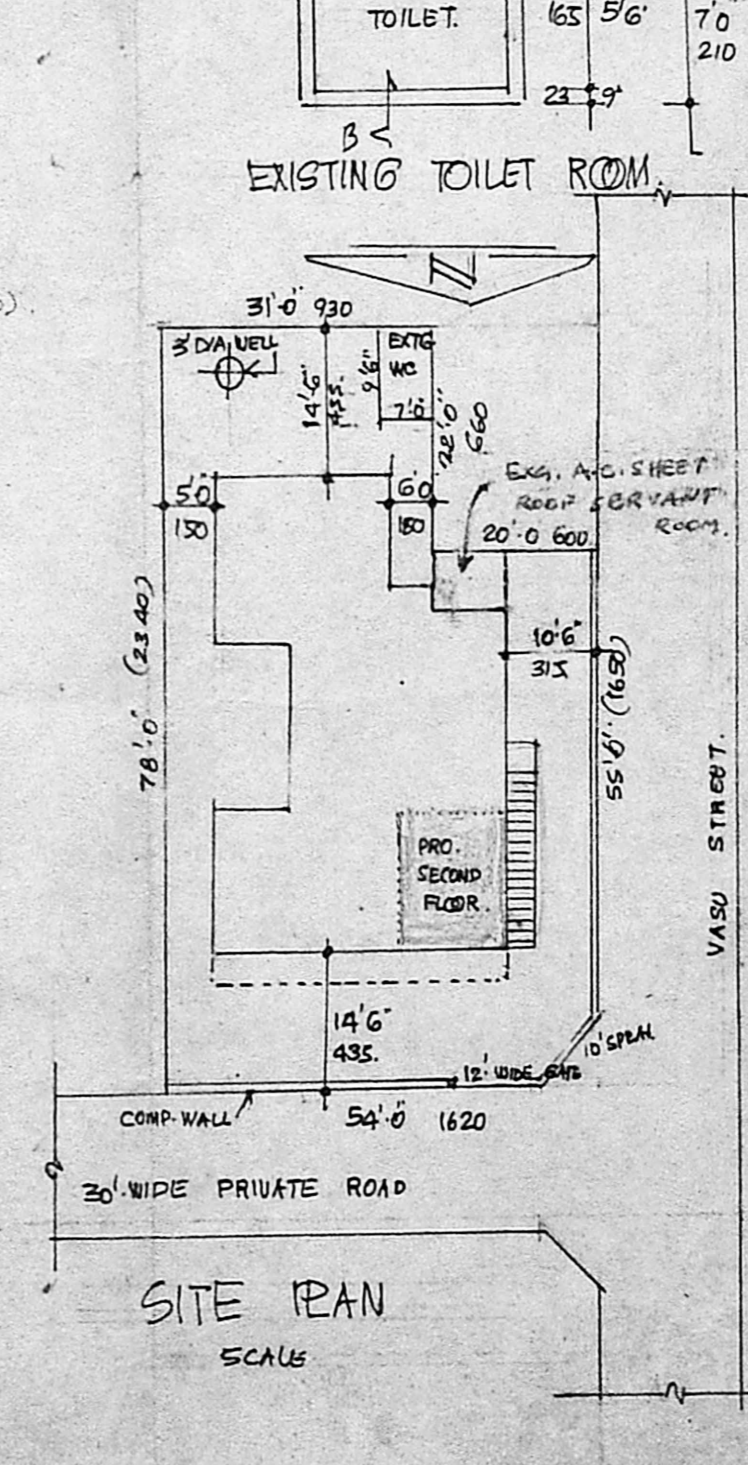 TOILET.
165 5'6"
7'0
210
23 9"
B
EXISTING TOILET ROOM.
31'-0" 930
3' DIA WELL
EXTG
WC
9'6"
14'-6"
435.
7'-0"
22'-0"
660
EXG. A.C. SHEET
ROOF SERVANT
ROOM.
5'0
150
6'0
180
20'-0 600
10'6"
315
78'-0" (2340)
55'-0" (1650)
VASU STREET.
PRO.
SECOND
FLOOR.
14'6"
435.
10' SPLAY
12' WIDE GATE
COMP-WALL
54'-0" 1620
30'-WIDE PRIVATE ROAD
SITE PLAN
SCALE